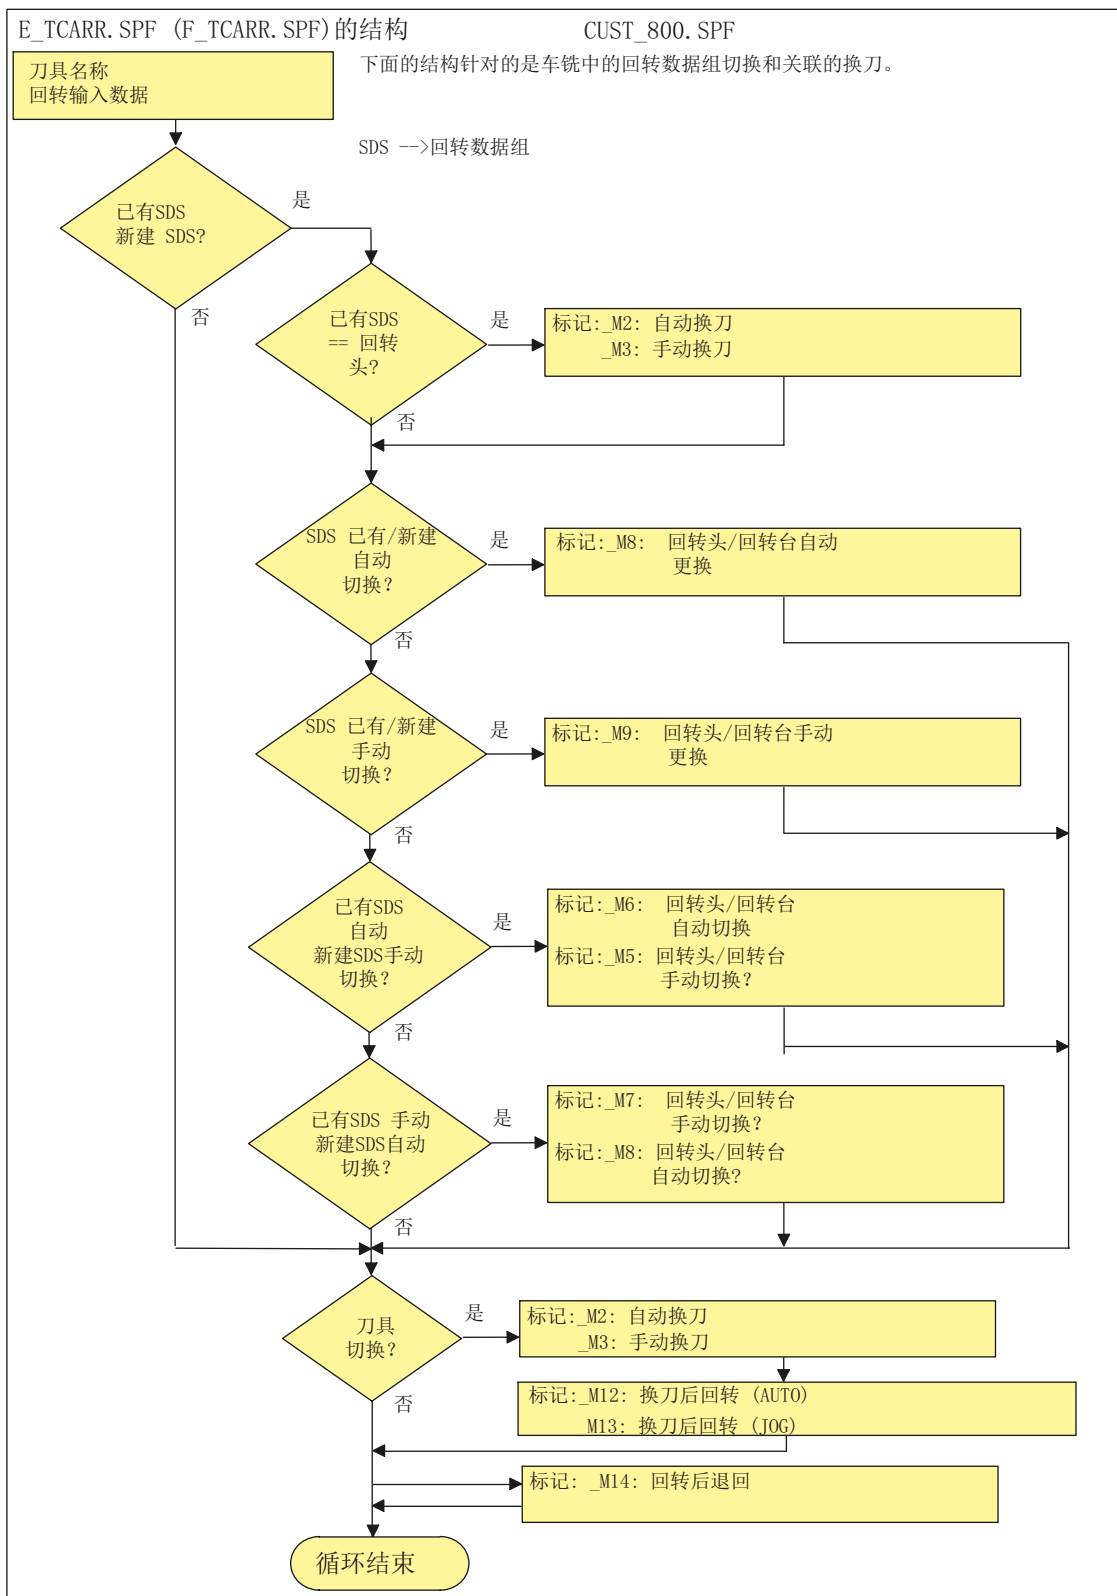 E_TCARR.SPF (F_TCARR.SPF)的结构
CUST_800.SPF
刀具名称
回转输入数据
下面的结构针对的是车铣中的回转数据组切换和关联的换刀。
SDS -->回转数据组
已有SDS
新建 SDS?
是
否
已有SDS
== 回转
头?
是
标记:_M2: 自动换刀
_M3: 手动换刀
否
SDS 已有/新建
自动
切换?
是
标记:_M8: 回转头/回转台自动
更换
否
SDS 已有/新建
手动
切换?
是
标记:_M9: 回转头/回转台手动
更换
否
已有SDS
自动
新建SDS手动
切换?
是
标记:_M6: 回转头/回转台
自动切换
标记:_M5: 回转头/回转台
手动切换?
否
已有SDS 手动
新建SDS自动
切换?
是
标记:_M7: 回转头/回转台
手动切换?
标记:_M8: 回转头/回转台
自动切换?
否
刀具
切换?
是
标记:_M2: 自动换刀
_M3: 手动换刀
标记:_M12: 换刀后回转 (AUTO)
M13: 换刀后回转 (JOG)
否
标记: _M14: 回转后退回
循环结束